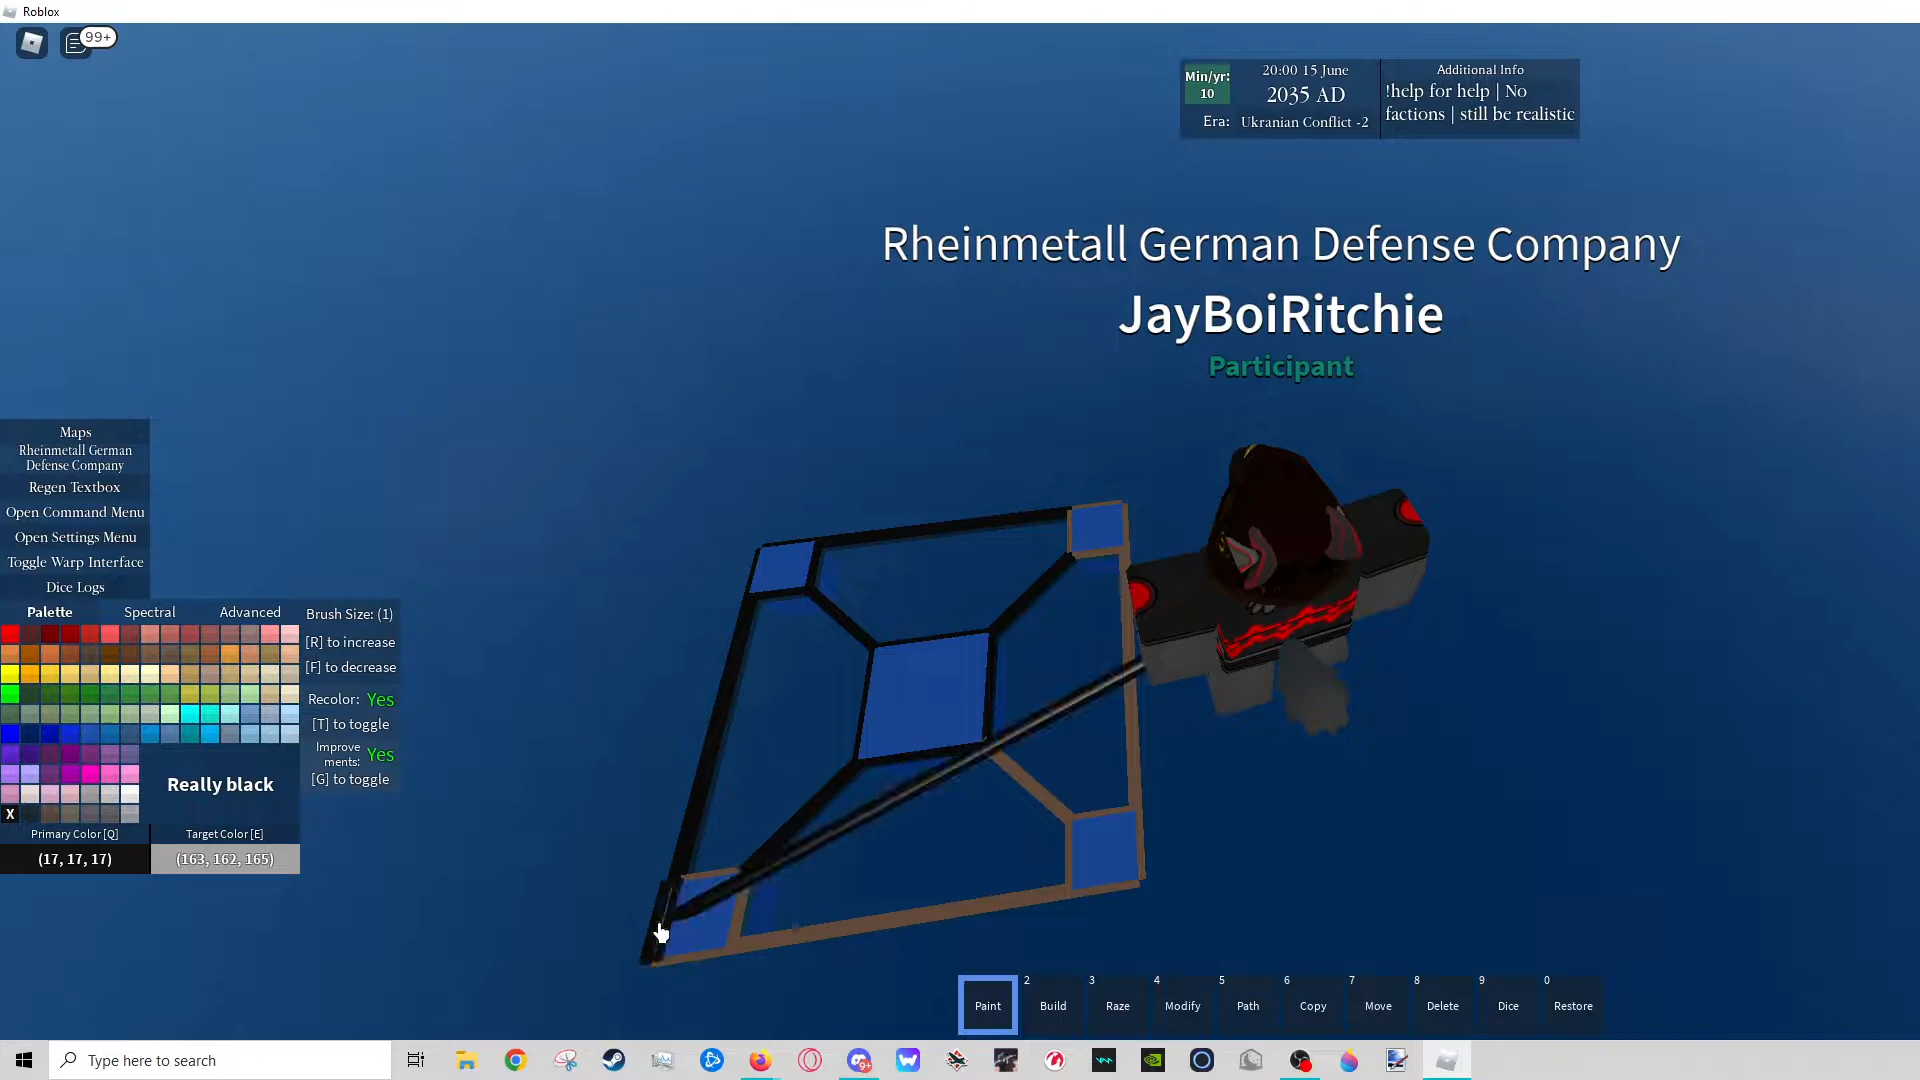 Roblox
99+
Min/yr:
10
20:00 15 June
2035 AD
Era:
Ukranian Conflict -2
Additional Info
!help for help | No
factions | still be realistic
Rheinmetall German Defense Company
JayBoiRitchie
Participant
Maps
Rheinmetall German
Defense Company
Regen Textbox
Open Command Menu
Open Settings Menu
Toggle Warp Interface
Dice Logs
Palette Spectral Advanced
Brush Size: (1)
[R] to increase
[F] to decrease
Recolor: Yes
[T] to toggle
Improve
ments: Yes
[G] to toggle
Really black
X
Primary Color [Q] Target Color [E]
(17, 17, 17) (163, 162, 165)
2 3 4 5 6 7 8 9 0
Paint Build Raze Modify Path Copy Move Delete Dice Restore
Type here to search
9+